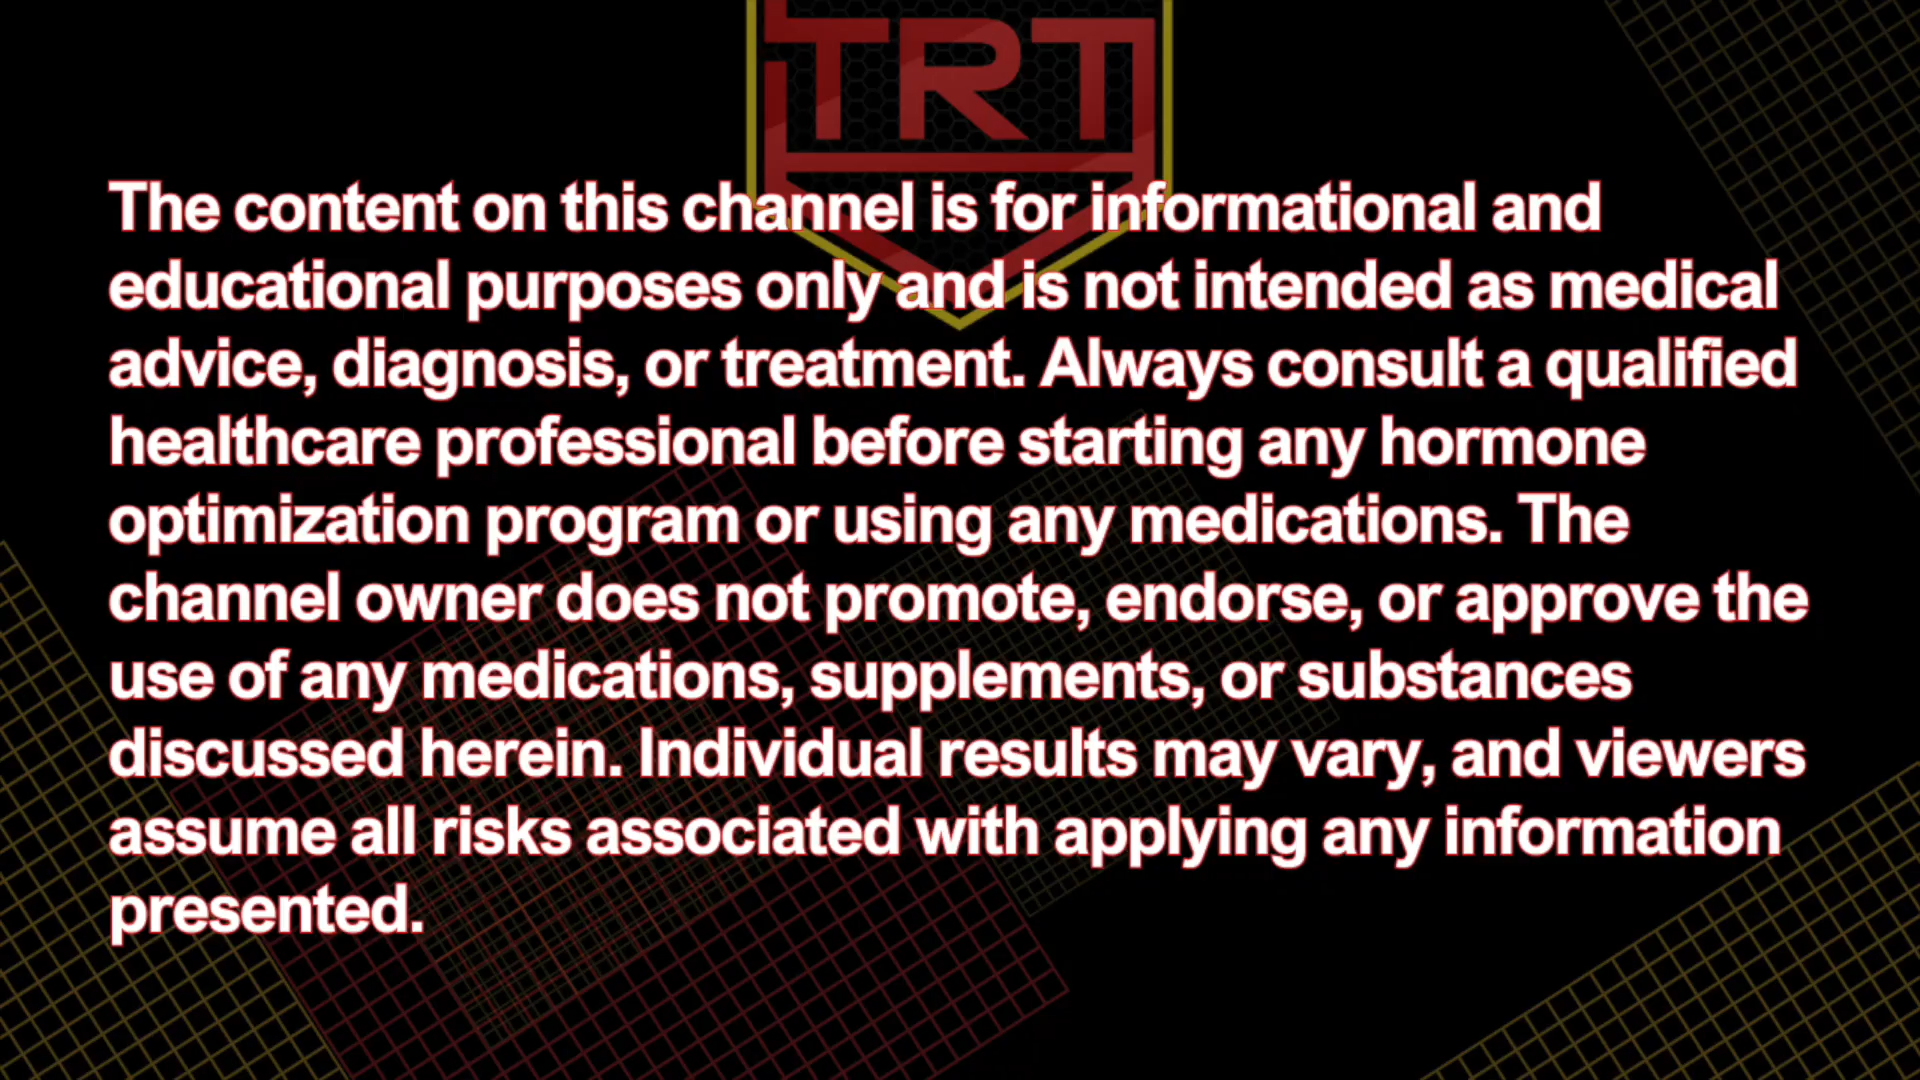 TRT
The content on this channel is for informational and
educational purposes only and is not intended as medical
advice, diagnosis, or treatment. Always consult a qualified
healthcare professional before starting any hormone
optimization program or using any medications. The
channel owner does not promote, endorse, or approve the
use of any medications, supplements, or substances
discussed herein. Individual results may vary, and viewers
assume all risks associated with applying any information
presented.